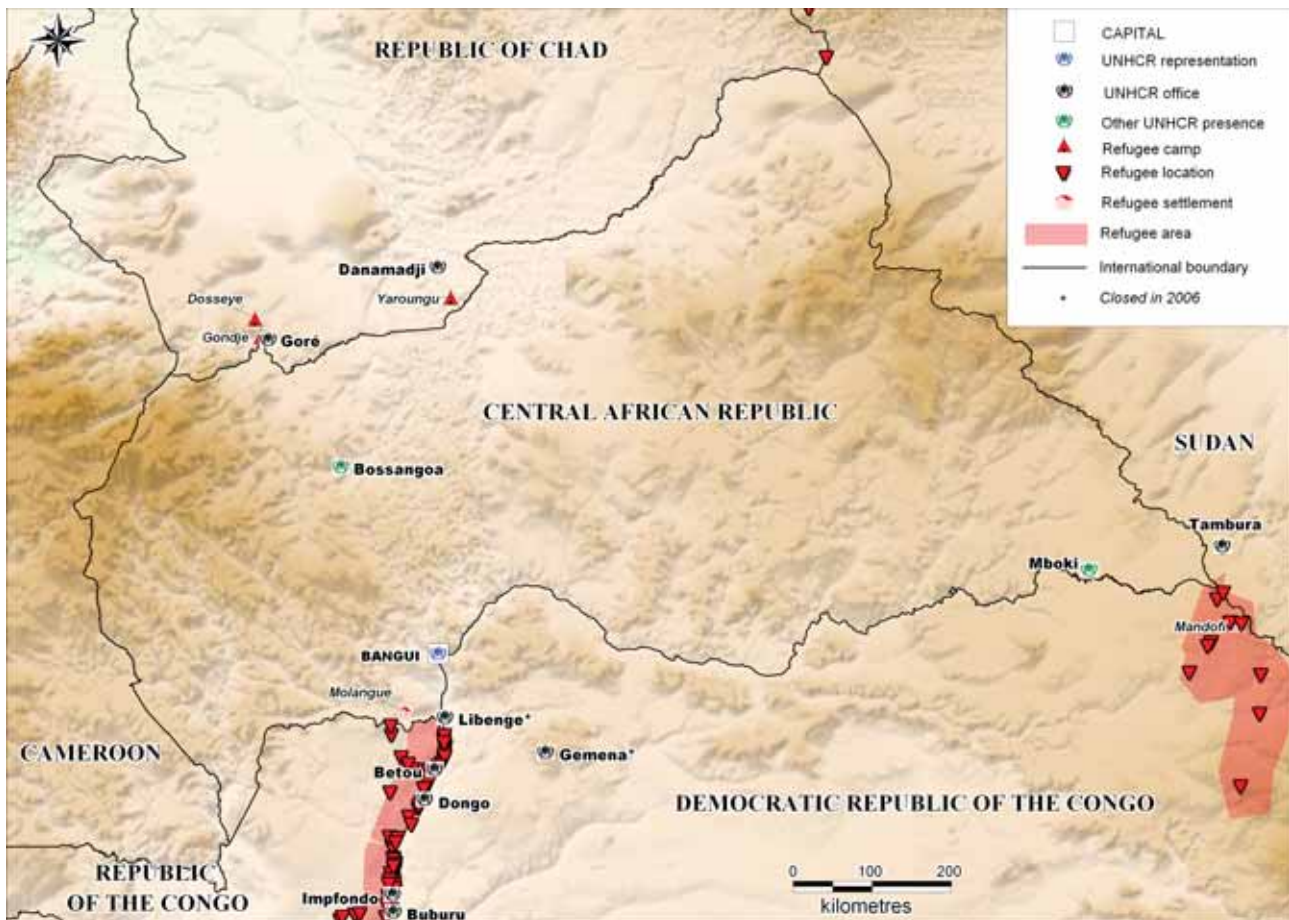 REPUBLIC OF CHAD
CAPITAL
UNHCR representation
UNHCR office
Other UNHCR presence
Refugee camp
Refugee location
Refugee settlement
Refugee area
International boundary
* Closed in 2006
Danamadji
Yaroungu
Dosseye
Gondje
Goré
CENTRAL AFRICAN REPUBLIC
SUDAN
Bossangoa
Tambura
Mboki
Mandofi
BANGUI
Molangue
Libenge*
CAMEROON
Gemena*
Betou
Dongo
DEMOCRATIC REPUBLIC OF THE CONGO
REPUBLIC
OF THE CONGO
Impfondo
Buburu
0 100 200
kilometres